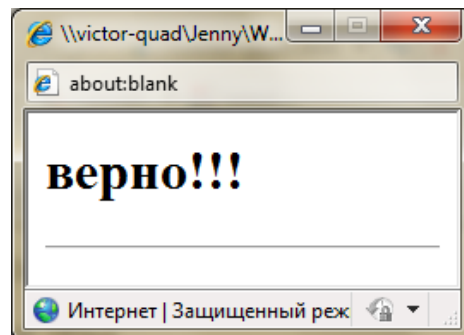 \\victor-quad\Jenny\W...
about:blank
верно!!!
Интернет | Защищенный реж